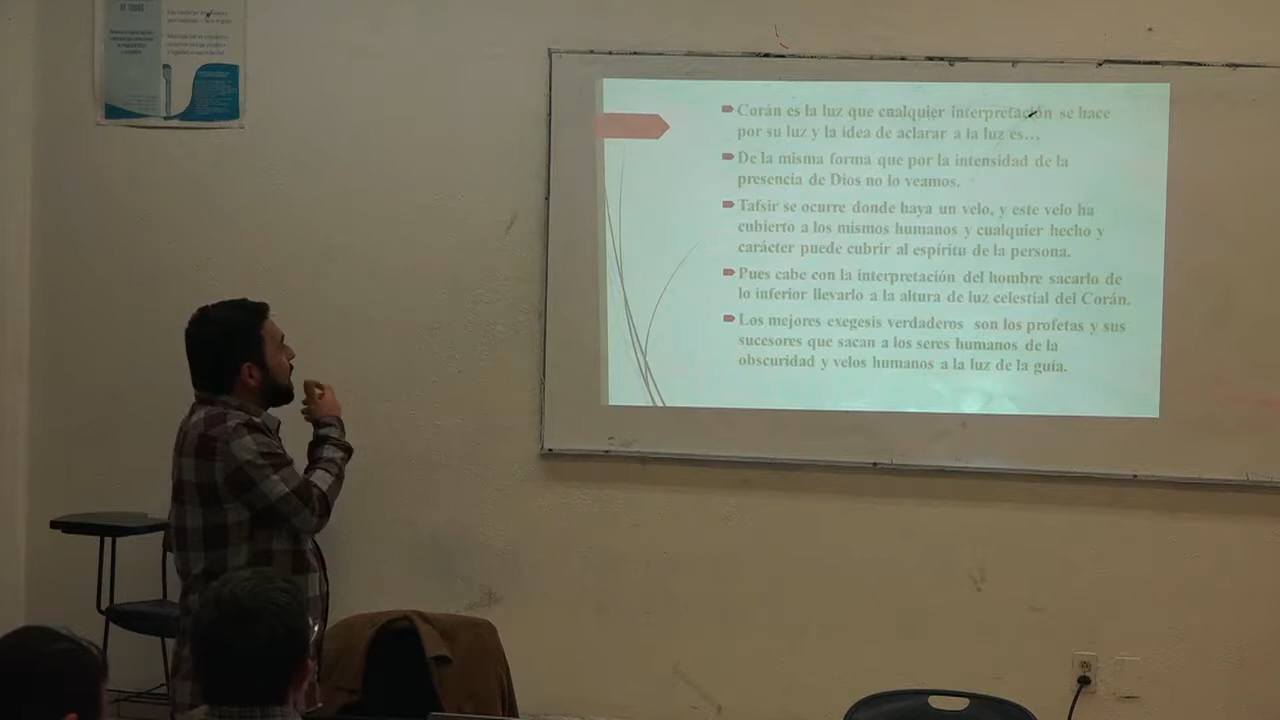 DE TODOS
Corán es la luz que cualquier interpretación se hace
por su luz y la idea de aclarar a la luz es…
De la misma forma que por la intensidad de la
presencia de Dios no lo veamos.
Tafsir se ocurre donde haya un velo, y este velo ha
cubierto a los mismos humanos y cualquier hecho y
carácter puede cubrir al espíritu de la persona.
Pues cabe con la interpretación del hombre sacarlo de
lo inferior llevarlo a la altura de luz celestial del Corán.
Los mejores exegesis verdaderos son los profetas y sus
sucesores que sacan a los seres humanos de la
obscuridad y velos humanos a la luz de la guía.